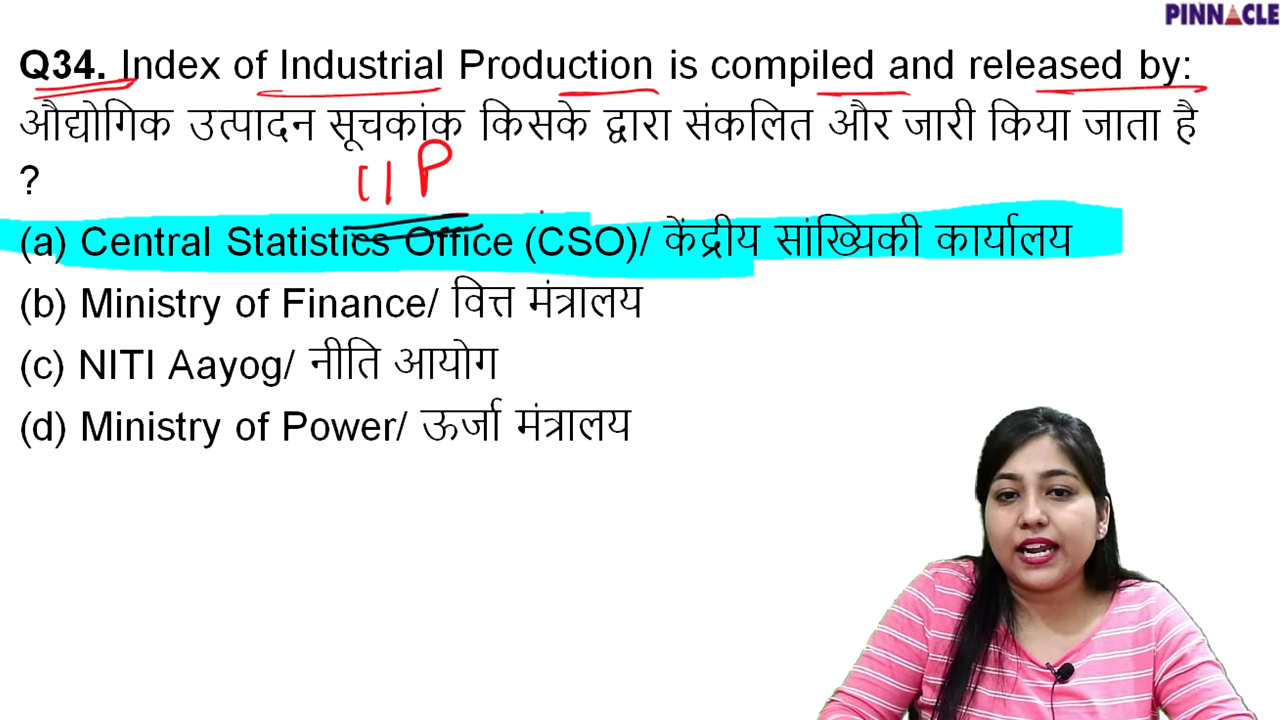 PINNACLE
Q34. Index of Industrial Production is compiled and released by:
औद्योगिक उत्पादन सूचकांक किसके द्वारा संकलित और जारी किया जाता है
?
IIP
(a) Central Statistics Office (CSO)/ केंद्रीय सांख्यिकी कार्यालय
(b) Ministry of Finance/ वित्त मंत्रालय
(c) NITI Aayog/ नीति आयोग
(d) Ministry of Power/ ऊर्जा मंत्रालय